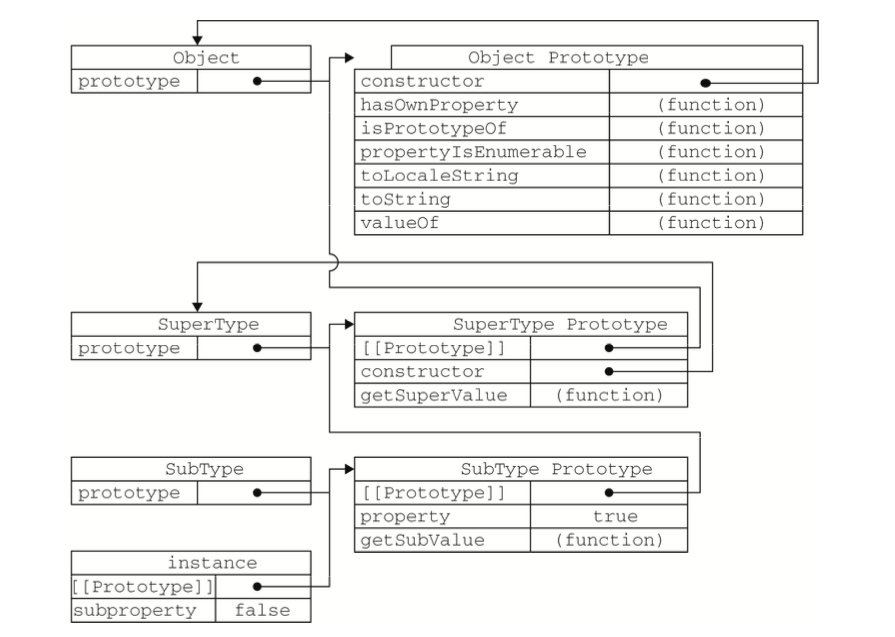 Object
prototype
Object Prototype
constructor
hasOwnProperty (function)
isPrototypeOf (function)
propertyIsEnumerable (function)
toLocaleString (function)
toString (function)
valueOf (function)
SuperType
prototype
SuperType Prototype
[[Prototype]]
constructor
getSuperValue (function)
SubType
prototype
SubType Prototype
[[Prototype]]
property true
getSubValue (function)
instance
[[Prototype]]
subproperty false